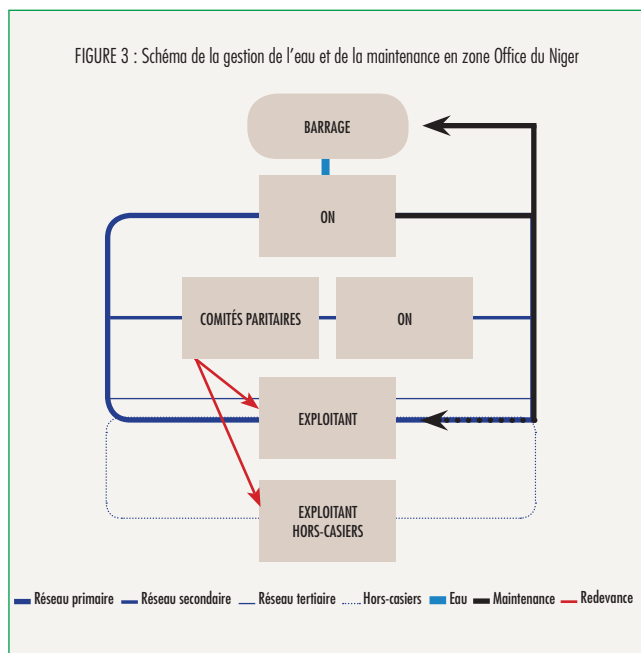 FIGURE 3 : Schéma de la gestion de l'eau et de la maintenance en zone Office du Niger
BARRAGE
ON
COMITÉS PARITAIRES
ON
EXPLOITANT
EXPLOITANT
HORS-CASIERS
Réseau primaire Réseau secondaire Réseau tertiaire Hors-casiers Eau Maintenance Redevance